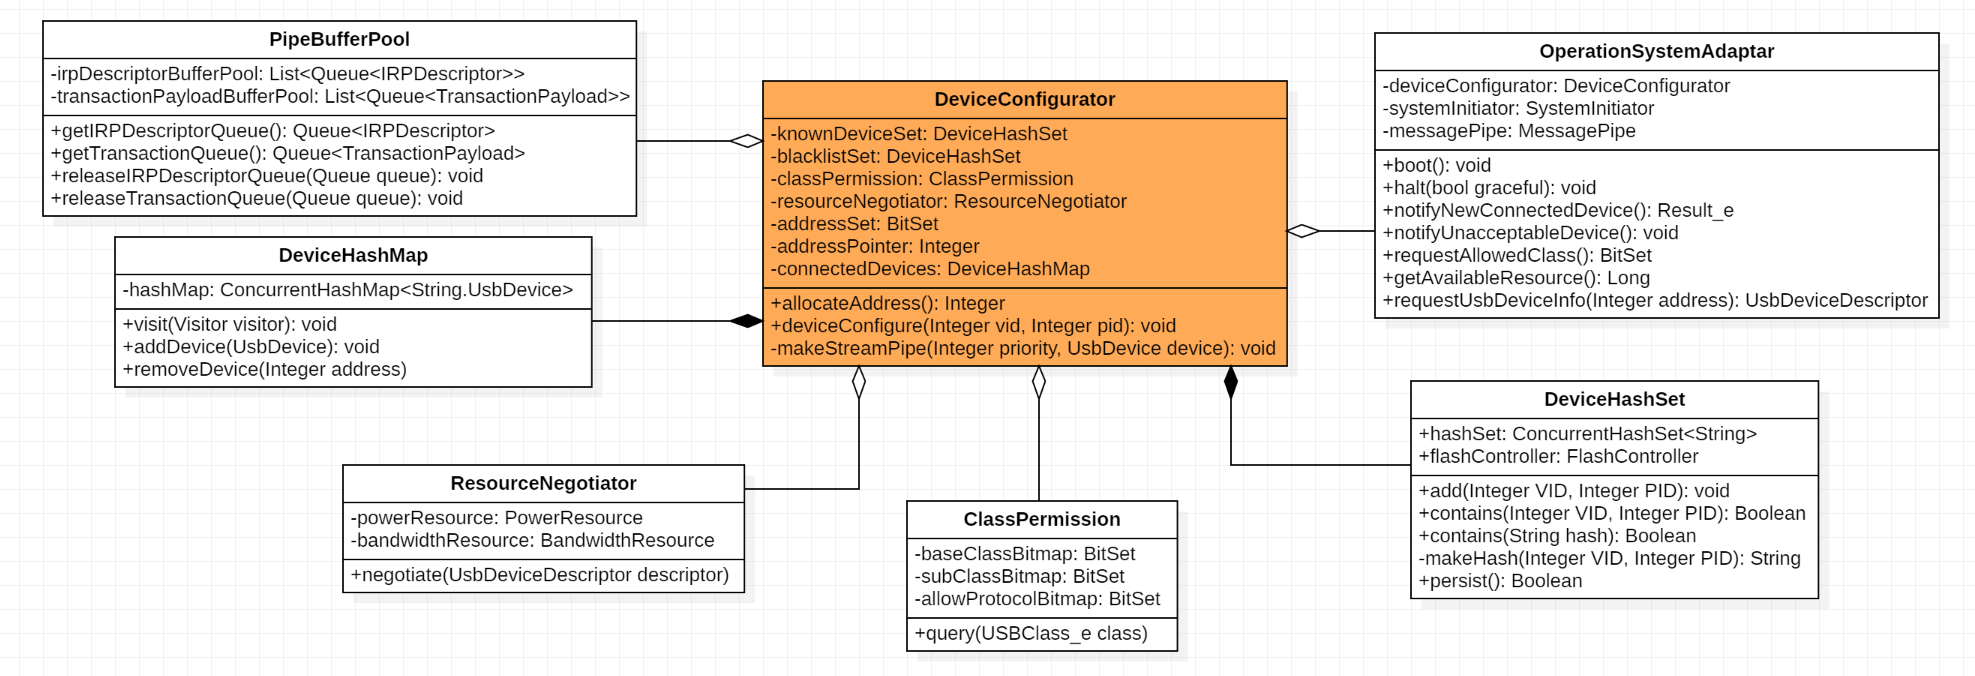 PipeBufferPool
-irpDescriptorBufferPool: List<Queue<IRPDescriptor>>
-transactionPayloadBufferPool: List<Queue<TransactionPayload>>
+getIRPDescriptorQueue(): Queue<IRPDescriptor>
+getTransactionQueue(): Queue<TransactionPayload>
+releaseIRPDescriptorQueue(Queue queue): void
+releaseTransactionQueue(Queue queue): void
DeviceHashMap
-hashMap: ConcurrentHashMap<String.UsbDevice>
+visit(Visitor visitor): void
+addDevice(UsbDevice): void
+removeDevice(Integer address)
DeviceConfigurator
-knownDeviceSet: DeviceHashSet
-blacklistSet: DeviceHashSet
-classPermission: ClassPermission
-resourceNegotiator: ResourceNegotiator
-addressSet: BitSet
-addressPointer: Integer
-connectedDevices: DeviceHashMap
+allocateAddress(): Integer
+deviceConfigure(Integer vid, Integer pid): void
-makeStreamPipe(Integer priority, UsbDevice device): void
OperationSystemAdaptar
-deviceConfigurator: DeviceConfigurator
-systemInitiator: SystemInitiator
-messagePipe: MessagePipe
+boot(): void
+halt(bool graceful): void
+notifyNewConnectedDevice(): Result_e
+notifyUnacceptableDevice(): void
+requestAllowedClass(): BitSet
+getAvailableResource(): Long
+requestUsbDeviceInfo(Integer address): UsbDeviceDescriptor
ResourceNegotiator
-powerResource: PowerResource
-bandwidthResource: BandwidthResource
+negotiate(UsbDeviceDescriptor descriptor)
ClassPermission
-baseClassBitmap: BitSet
-subClassBitmap: BitSet
-allowProtocolBitmap: BitSet
+query(USBClass_e class)
DeviceHashSet
+hashSet: ConcurrentHashSet<String>
+flashController: FlashController
+add(Integer VID, Integer PID): void
+contains(Integer VID, Integer PID): Boolean
+contains(String hash): Boolean
-makeHash(Integer VID, Integer PID): String
+persist(): Boolean